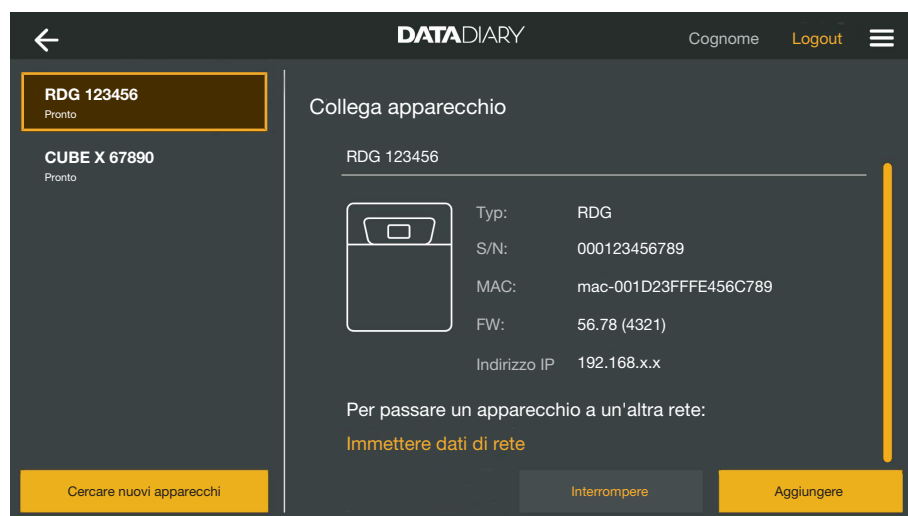 DATADIARY
Cognome
Logout
RDG 123456
Pronto
CUBE X 67890
Pronto
Cercare nuovi apparecchi
Collega apparecchio
RDG 123456
Typ: RDG
S/N: 000123456789
MAC: mac-001D23FFFE456C789
FW: 56.78 (4321)
Indirizzo IP 192.168.x.x
Per passare un apparecchio a un'altra rete:
Immettere dati di rete
Interrompere
Aggiungere